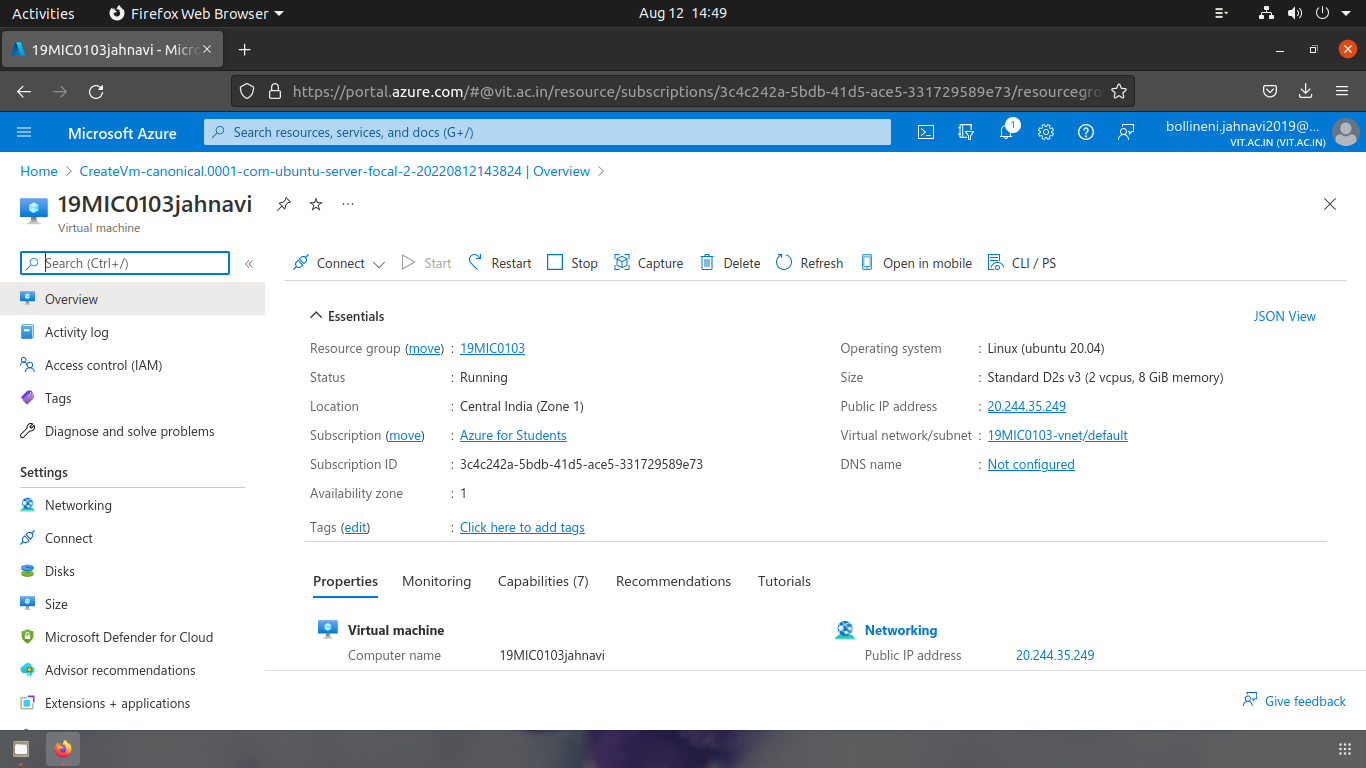 Activities Firefox Web Browser Aug 12 14:49
19MIC0103jahnavi - Micro
https://portal.azure.com/#@vit.ac.in/resource/subscriptions/3c4c242a-5bdb-41d5-ace5-331729589e73/resourcegro
Microsoft Azure Search resources, services, and docs (G+/) 1 bollineni.jahnavi2019@...
VIT.AC.IN (VIT.AC.IN)
Home > CreateVm-canonical.0001-com-ubuntu-server-focal-2-20220812143824 | Overview >
19MIC0103jahnavi ...
Virtual machine
Search (Ctrl+/) «
Connect Start Restart Stop Capture Delete Refresh Open in mobile CLI / PS
Overview
Activity log
Access control (IAM)
Tags
Diagnose and solve problems
Settings
Networking
Connect
Disks
Size
Microsoft Defender for Cloud
Advisor recommendations
Extensions + applications
Essentials JSON View
Resource group (move) : 19MIC0103
Status : Running
Location : Central India (Zone 1)
Subscription (move) : Azure for Students
Subscription ID : 3c4c242a-5bdb-41d5-ace5-331729589e73
Availability zone : 1
Tags (edit) : Click here to add tags
Operating system : Linux (ubuntu 20.04)
Size : Standard D2s v3 (2 vcpus, 8 GiB memory)
Public IP address : 20.244.35.249
Virtual network/subnet : 19MIC0103-vnet/default
DNS name : Not configured
Properties Monitoring Capabilities (7) Recommendations Tutorials
Virtual machine
Computer name 19MIC0103jahnavi
Networking
Public IP address 20.244.35.249
Give feedback